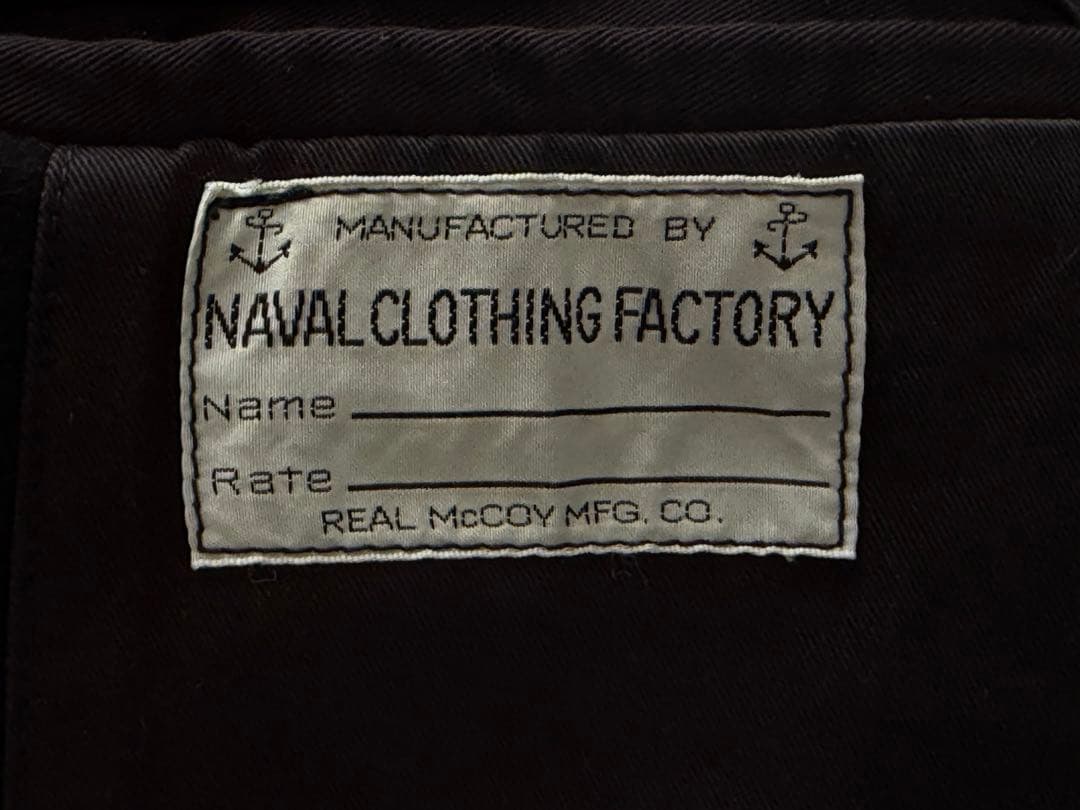 MANUFACTURED BY
NAVAL CLOTHING FACTORY
Name
Rate
REAL McCOY MFG. CO.